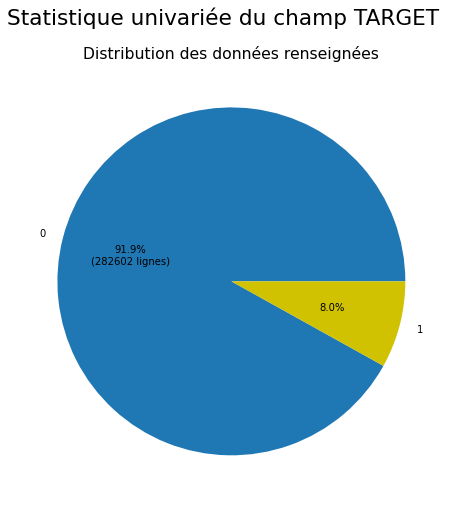 Statistique univariée du champ TARGET
Distribution des données renseignées
0
91.9%
(282602 lignes)
8.0%
1